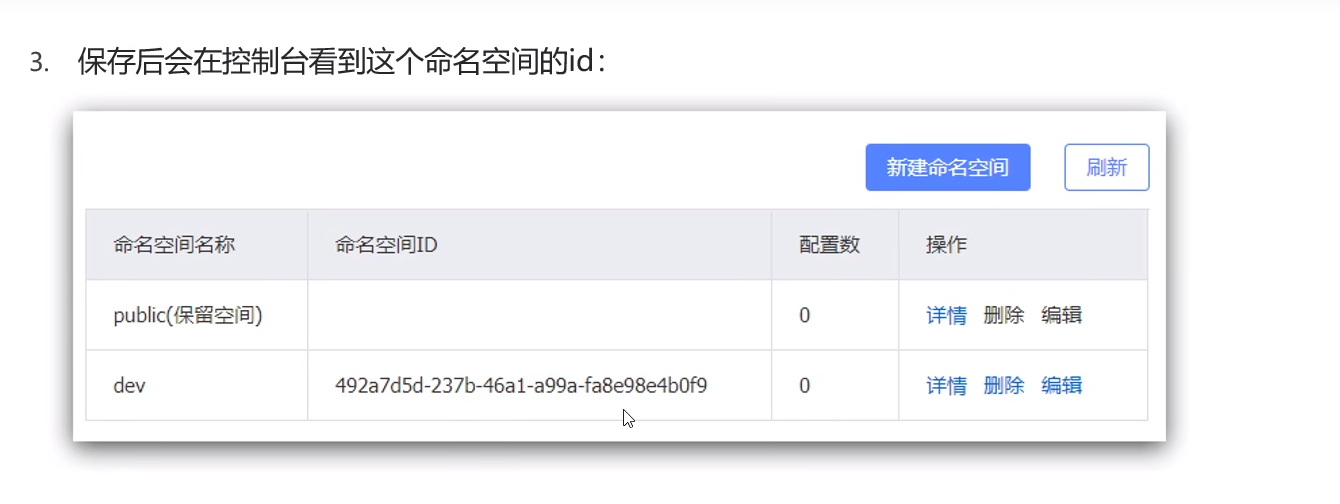 3. 保存后会在控制台看到这个命名空间的id：
新建命名空间 刷新
命名空间名称 命名空间ID 配置数 操作
public(保留空间) 0 详情 删除 编辑
dev 492a7d5d-237b-46a1-a99a-fa8e98e4b0f9 0 详情 删除 编辑